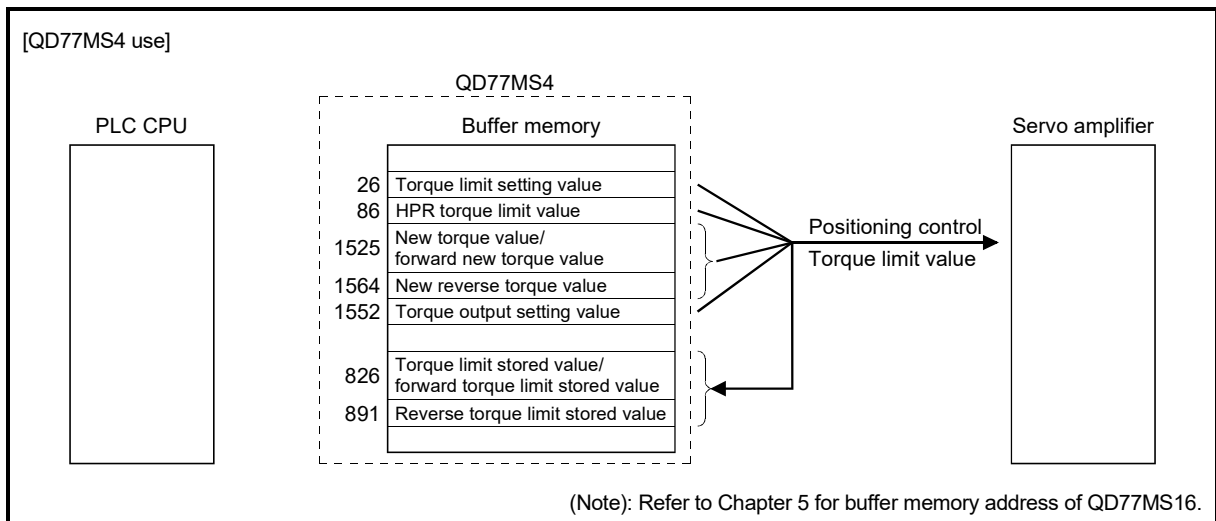 [QD77MS4 use]
QD77MS4
PLC CPU
Buffer memory
Servo amplifier
26 Torque limit setting value
86 HPR torque limit value
1525 New torque value/
forward new torque value
1564 New reverse torque value
1552 Torque output setting value
Positioning control
Torque limit value
826 Torque limit stored value/
forward torque limit stored value
891 Reverse torque limit stored value
(Note): Refer to Chapter 5 for buffer memory address of QD77MS16.